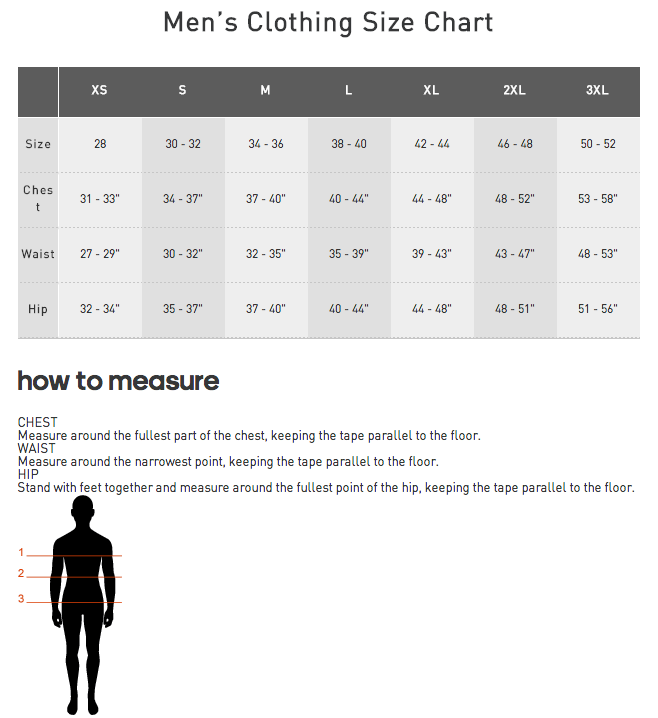 Men's Clothing Size Chart
XS S M L XL 2XL 3XL
Size 28 30 - 32 34 - 36 38 - 40 42 - 44 46 - 48 50 - 52
Ches
t 31 - 33" 34 - 37" 37 - 40" 40 - 44" 44 - 48" 48 - 52" 53 - 58"
Waist 27 - 29" 30 - 32" 32 - 35" 35 - 39" 39 - 43" 43 - 47" 48 - 53"
Hip 32 - 34" 35 - 37" 37 - 40" 40 - 44" 44 - 48" 48 - 51" 51 - 56"
how to measure
CHEST
Measure around the fullest part of the chest, keeping the tape parallel to the floor.
WAIST
Measure around the narrowest point, keeping the tape parallel to the floor.
HIP
Stand with feet together and measure around the fullest point of the hip, keeping the tape parallel to the floor.
1
2
3